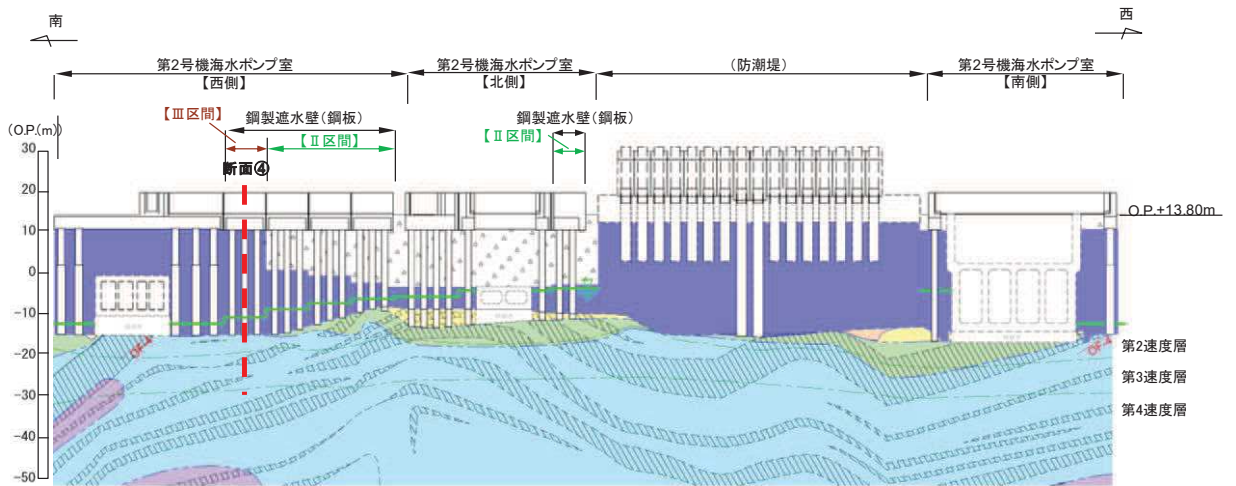 南
西
第2号機海水ポンプ室
【西側】
第2号機海水ポンプ室
【北側】
(防潮堤)
第2号機海水ポンプ室
【南側】
【Ⅲ区間】
鋼製遮水壁(鋼板)
【Ⅱ区間】
鋼製遮水壁(鋼板)
【Ⅱ区間】
断面④
(O.P.(m))
30
20
10
0
-10
-20
-30
-40
-50
O.P.+13.80m
OF-4
OF-4
第2速度層
第3速度層
第4速度層